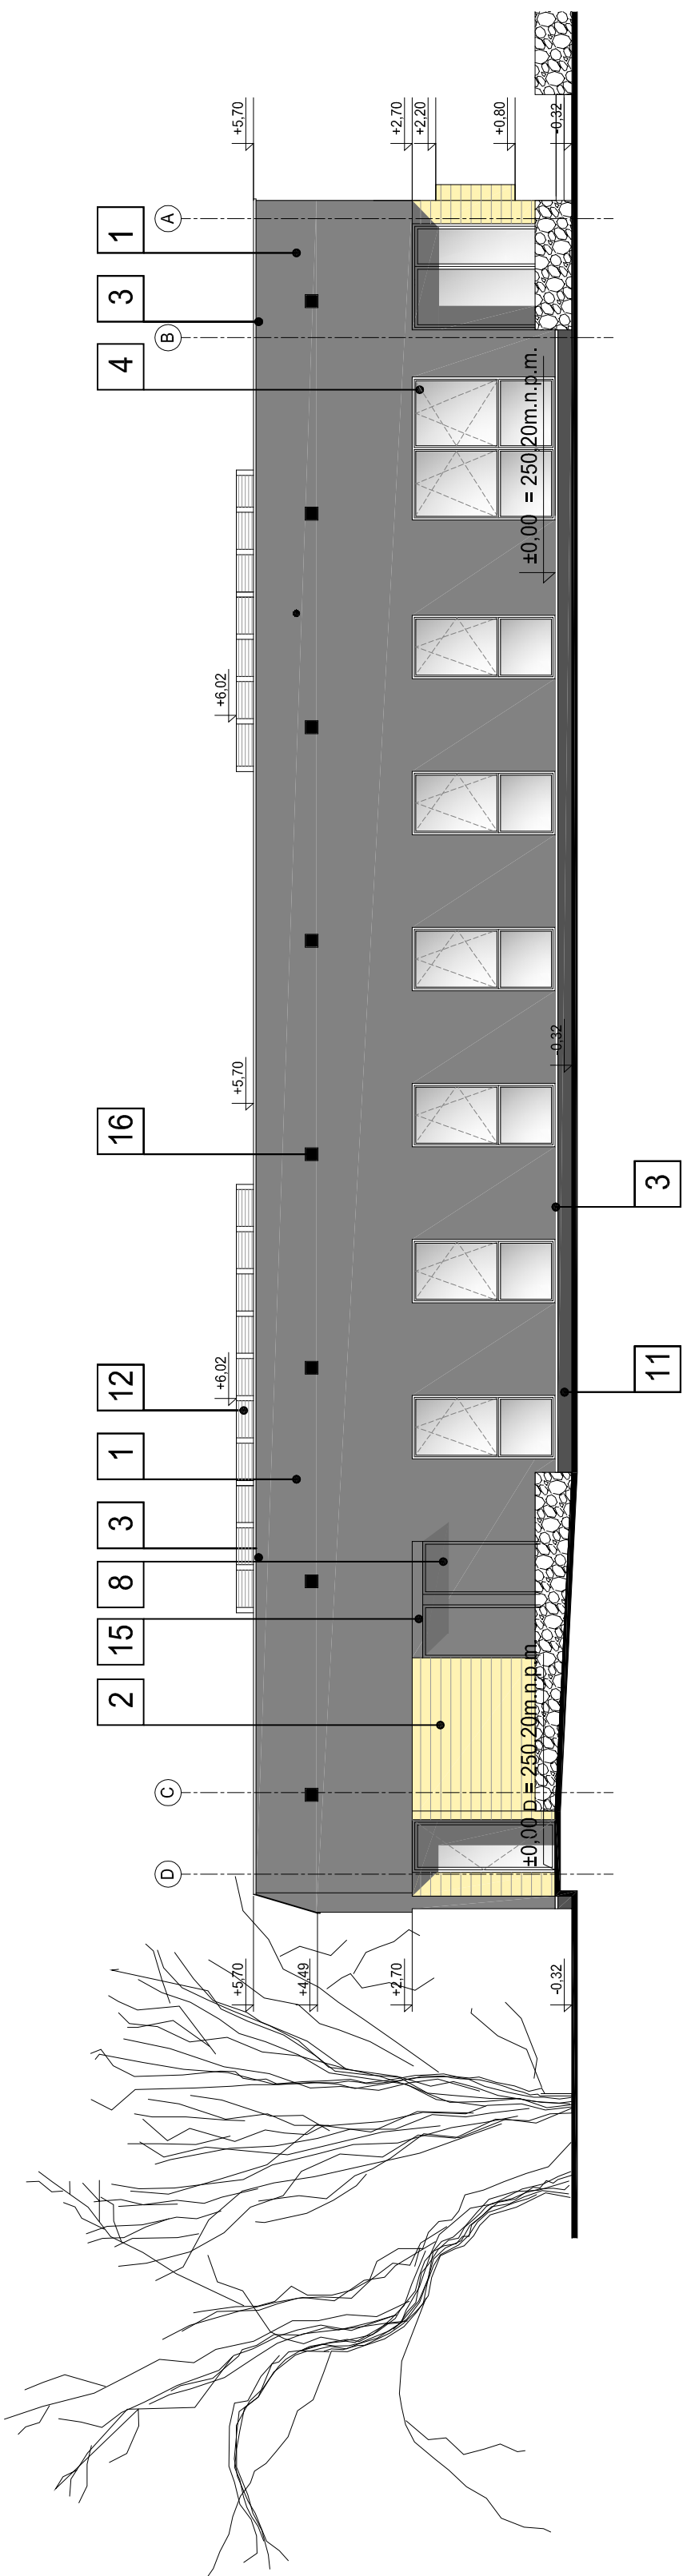 2 15 8 3 1 12 16 4 3 1
D C B A
+6,02 +6,02
+5,70 +5,70 +5,70
+4,49
+2,70 +2,70
+2,20
+0,80
±0,00 D = 250,20m.n.p.m. ±0,00 = 250,20m.n.p.m.
-0,32 -0,32 -0,32
11 3